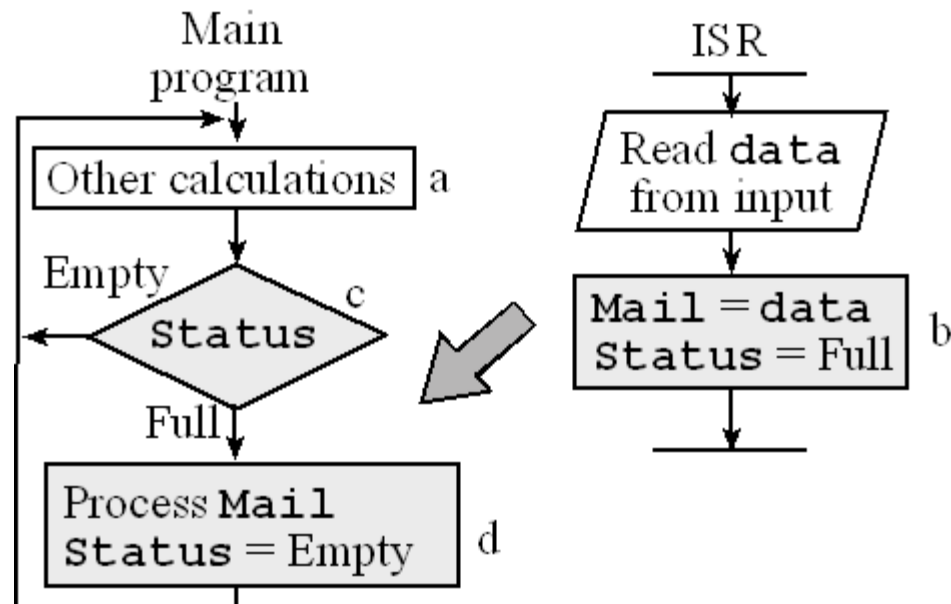 Main
program
Other calculations a
Empty
c
Status
Full
Process Mail
Status = Empty
d
ISR
Read data
from input
Mail = data
Status = Full
b